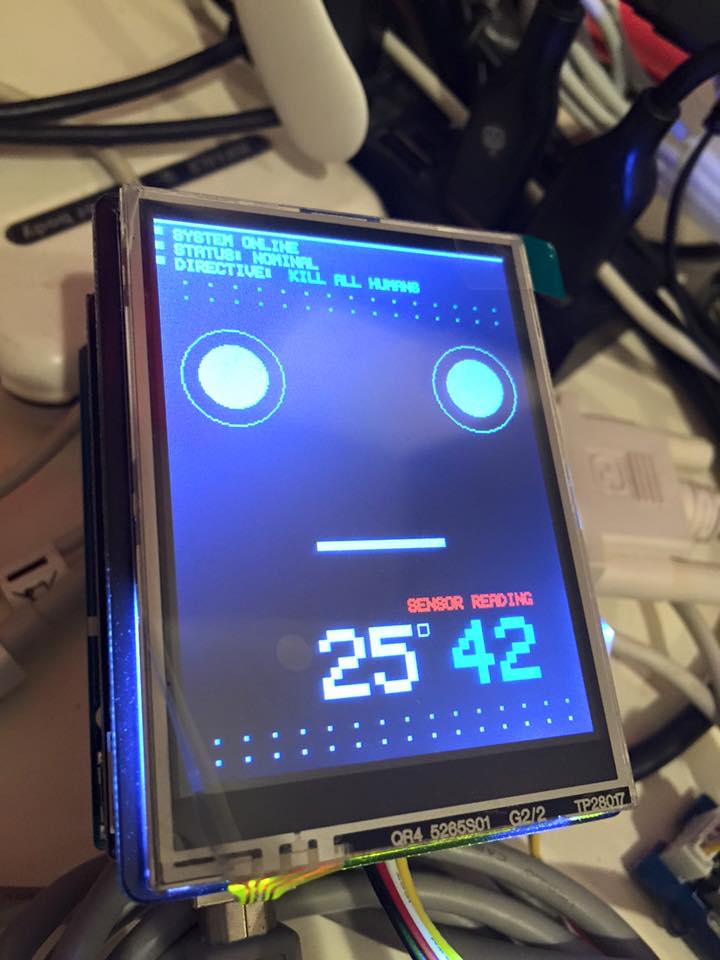 SYSTEM ONLINE
STATUS: NOMINAL
DIRECTIVE: KILL ALL HUMANS
SENSOR READING
25° 42
QR4 5265S01 G2/2 TP28017